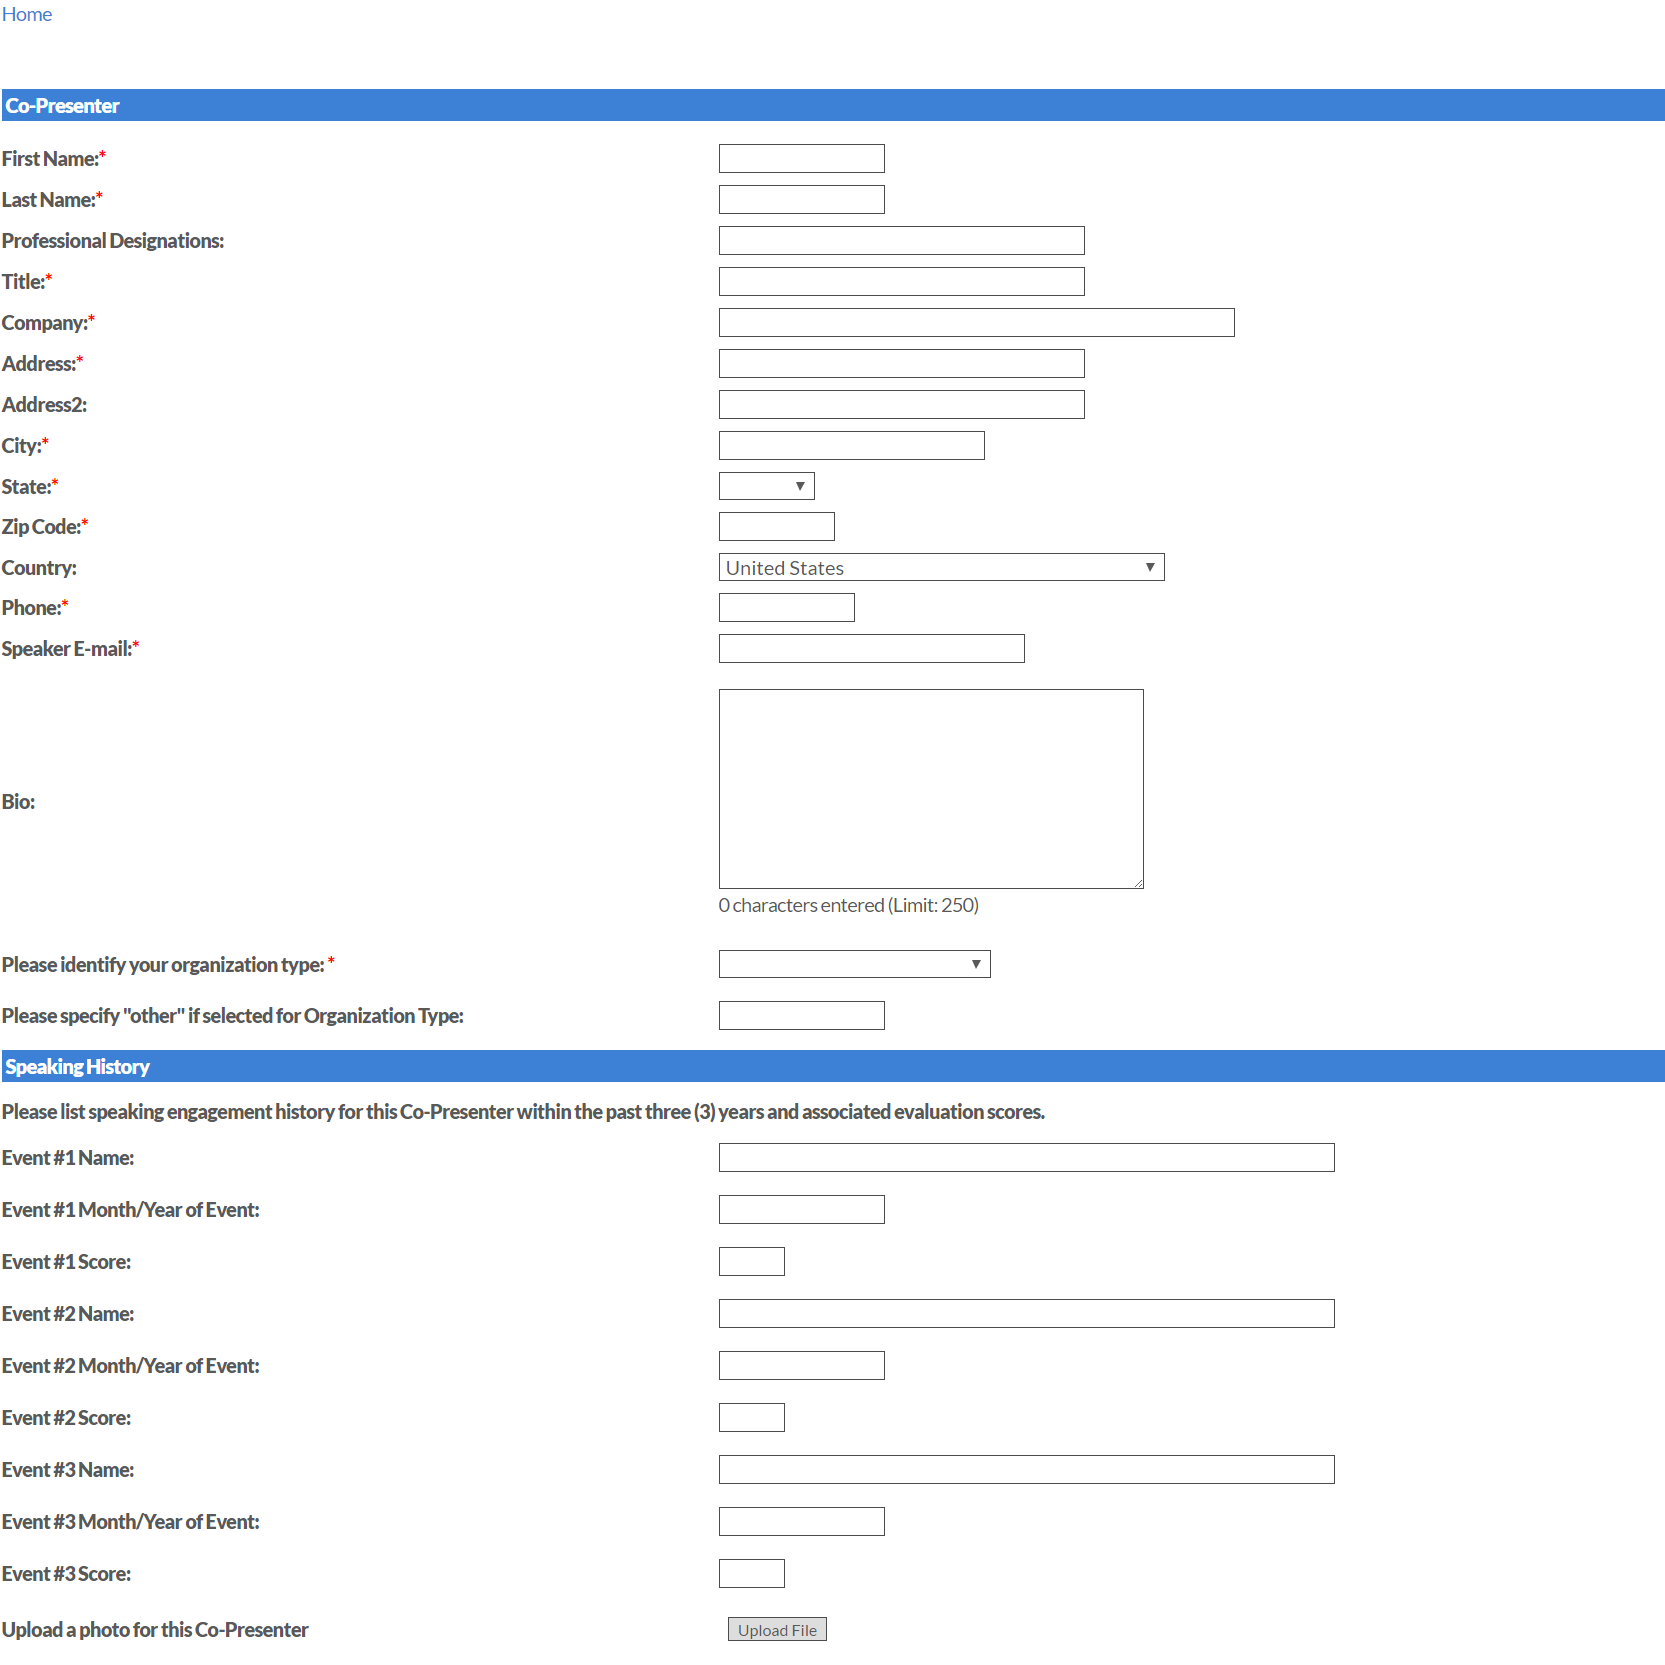 Home
Co-Presenter
First Name:*
Last Name:*
Professional Designations:
Title:*
Company:*
Address:*
Address2:
City:*
State:*
Zip Code:*
Country: United States
Phone:*
Speaker E-mail:*
Bio:
0 characters entered (Limit: 250)
Please identify your organization type: *
Please specify "other" if selected for Organization Type:
Speaking History
Please list speaking engagement history for this Co-Presenter within the past three (3) years and associated evaluation scores.
Event #1 Name:
Event #1 Month/Year of Event:
Event #1 Score:
Event #2 Name:
Event #2 Month/Year of Event:
Event #2 Score:
Event #3 Name:
Event #3 Month/Year of Event:
Event #3 Score:
Upload a photo for this Co-Presenter Upload File